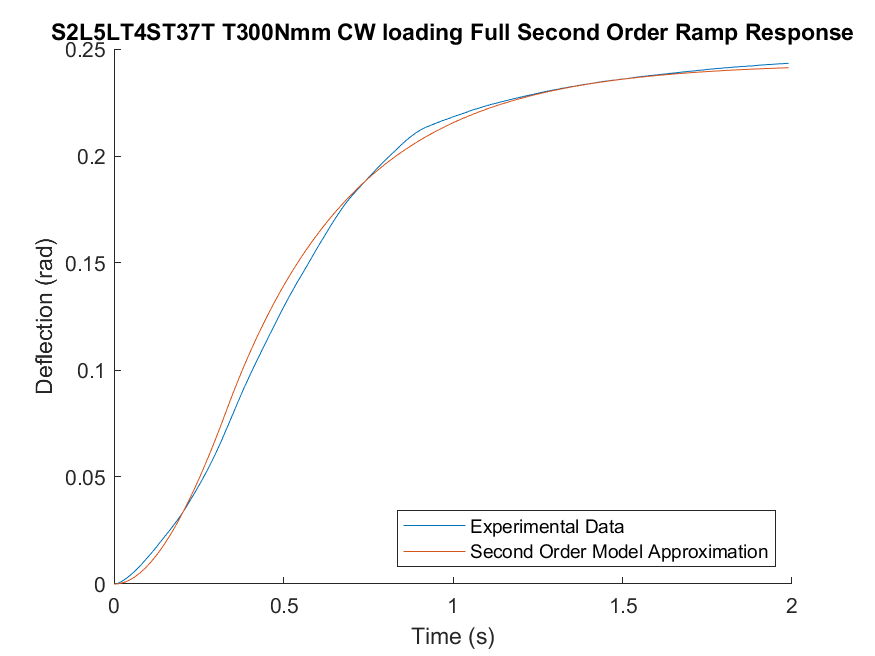 S2L5LT4ST37T T300Nmm CW loading Full Second Order Ramp Response
0.25
0.2
0.15
0.1
0.05
0
Deflection (rad)
Experimental Data
Second Order Model Approximation
0 0.5 1 1.5 2
Time (s)